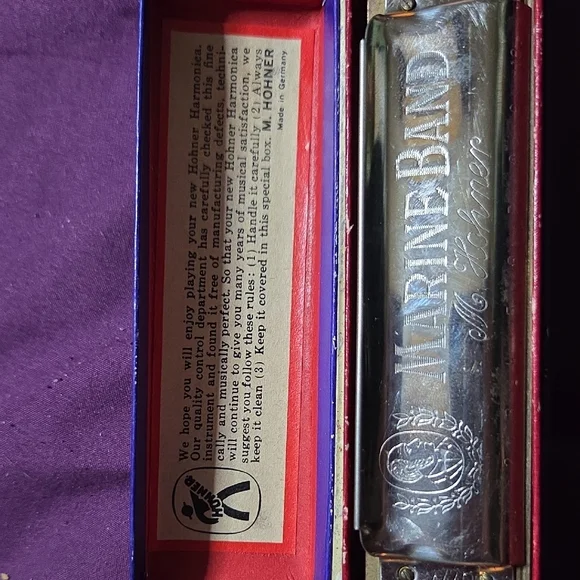 We hope you will enjoy playing your new Hohner Harmonica.
Our quality control department has carefully checked this fine
instrument and found it free of manufacturing defects, techni-
cally and musically perfect. So that your new Hohner Harmonica
will continue to give you many years of musical satisfaction, we
suggest you follow these rules: (1) Handle it carefully (2) Always
keep it clean (3) Keep it covered in this special box. M. HOHNER
Made in Germany.
HOHNER
MARINE BAND
M. Hohner